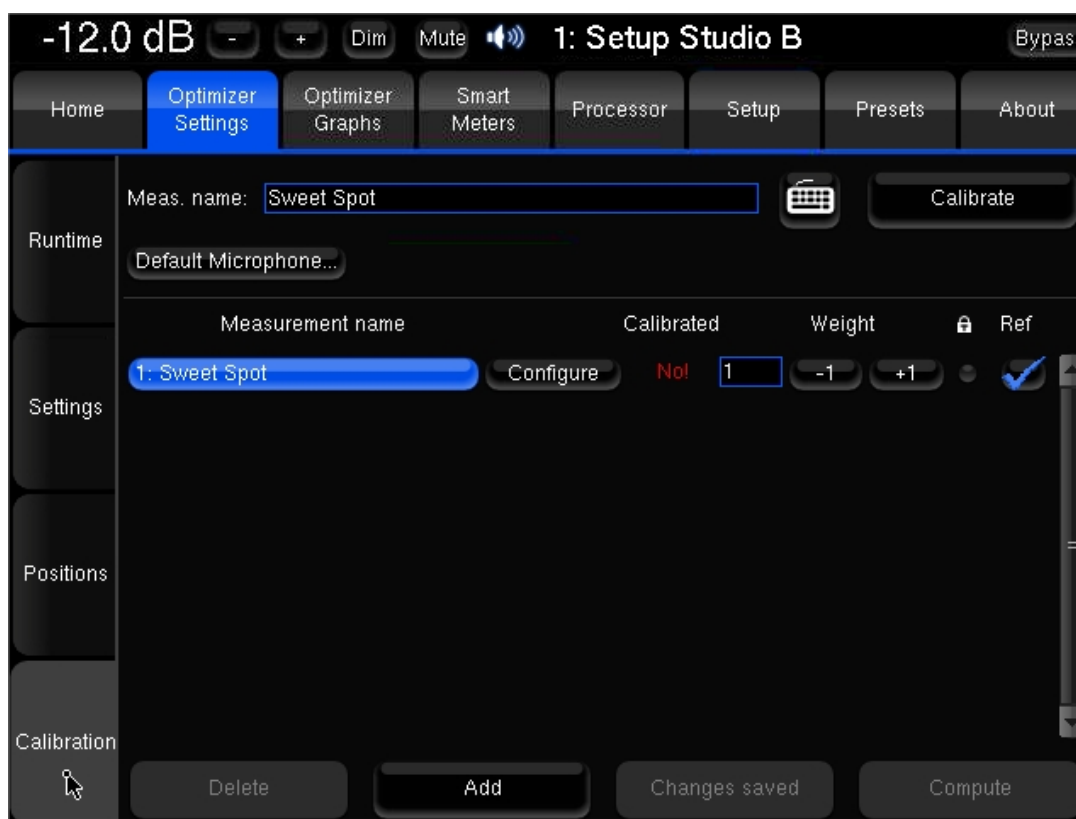 -12.0 dB - + Dim Mute 1: Setup Studio B Bypas
Home Optimizer Settings Optimizer Graphs Smart Meters Processor Setup Presets About
Meas. name: Sweet Spot Calibrate
Runtime
Default Microphone...
Measurement name Calibrated Weight Ref
1: Sweet Spot Configure No! 1 -1 +1
Settings
Positions
Calibration
Delete Add Changes saved Compute